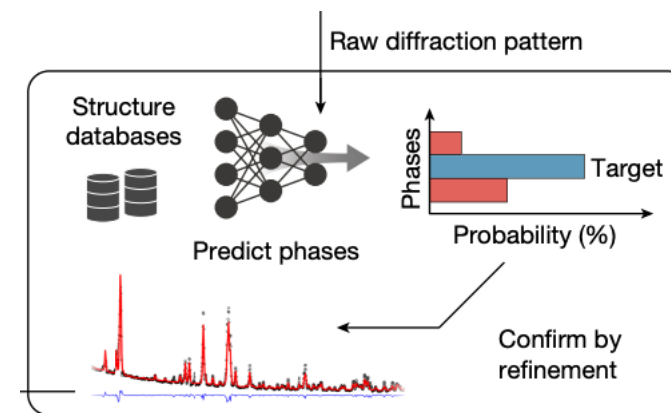 Raw diffraction pattern
Structure
databases
Phases
Target
Probability (%)
Predict phases
Confirm by
refinement